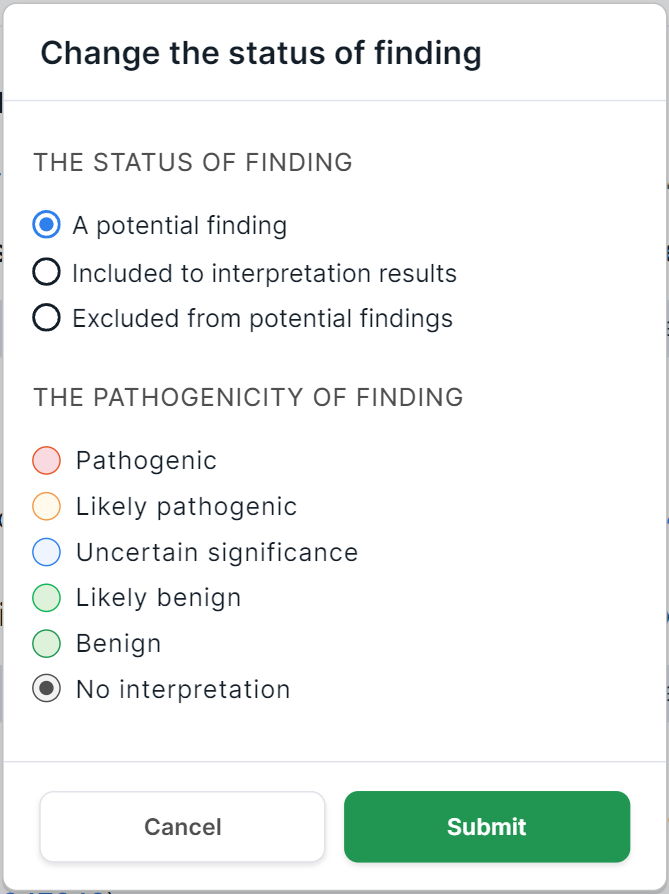 Change the status of finding
THE STATUS OF FINDING
A potential finding
Included to interpretation results
Excluded from potential findings
THE PATHOGENICITY OF FINDING
Pathogenic
Likely pathogenic
Uncertain significance
Likely benign
Benign
No interpretation
Cancel
Submit